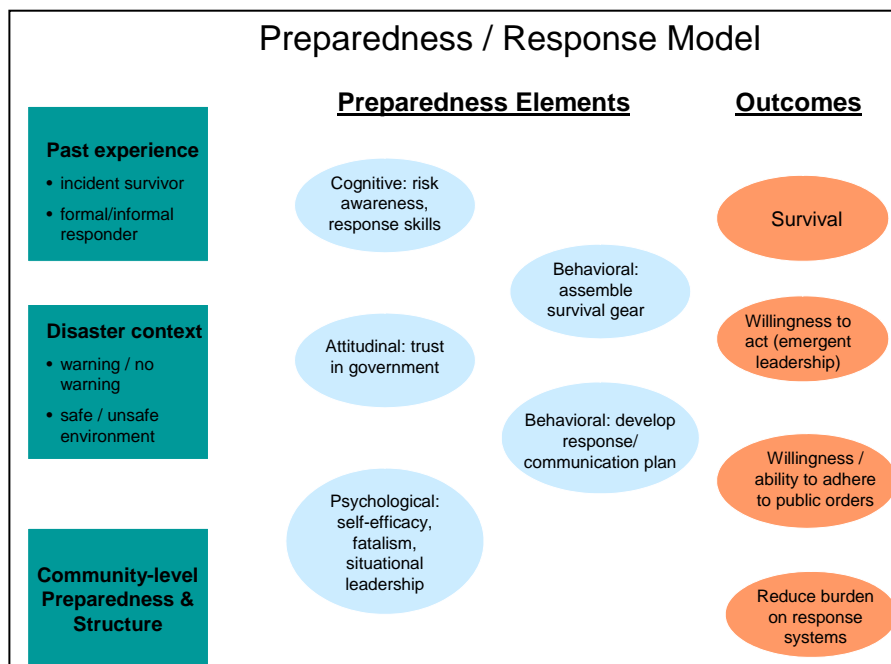 Preparedness / Response Model
Preparedness Elements
Outcomes
Past experience
• incident survivor
• formal/informal
responder
Disaster context
• warning / no
warning
• safe / unsafe
environment
Community-level
Preparedness &
Structure
Cognitive: risk
awareness,
response skills
Attitudinal: trust
in government
Psychological:
self-efficacy,
fatalism,
situational
leadership
Behavioral:
assemble
survival gear
Behavioral: develop
response/
communication plan
Survival
Willingness to
act (emergent
leadership)
Willingness /
ability to adhere
to public orders
Reduce burden
on response
systems